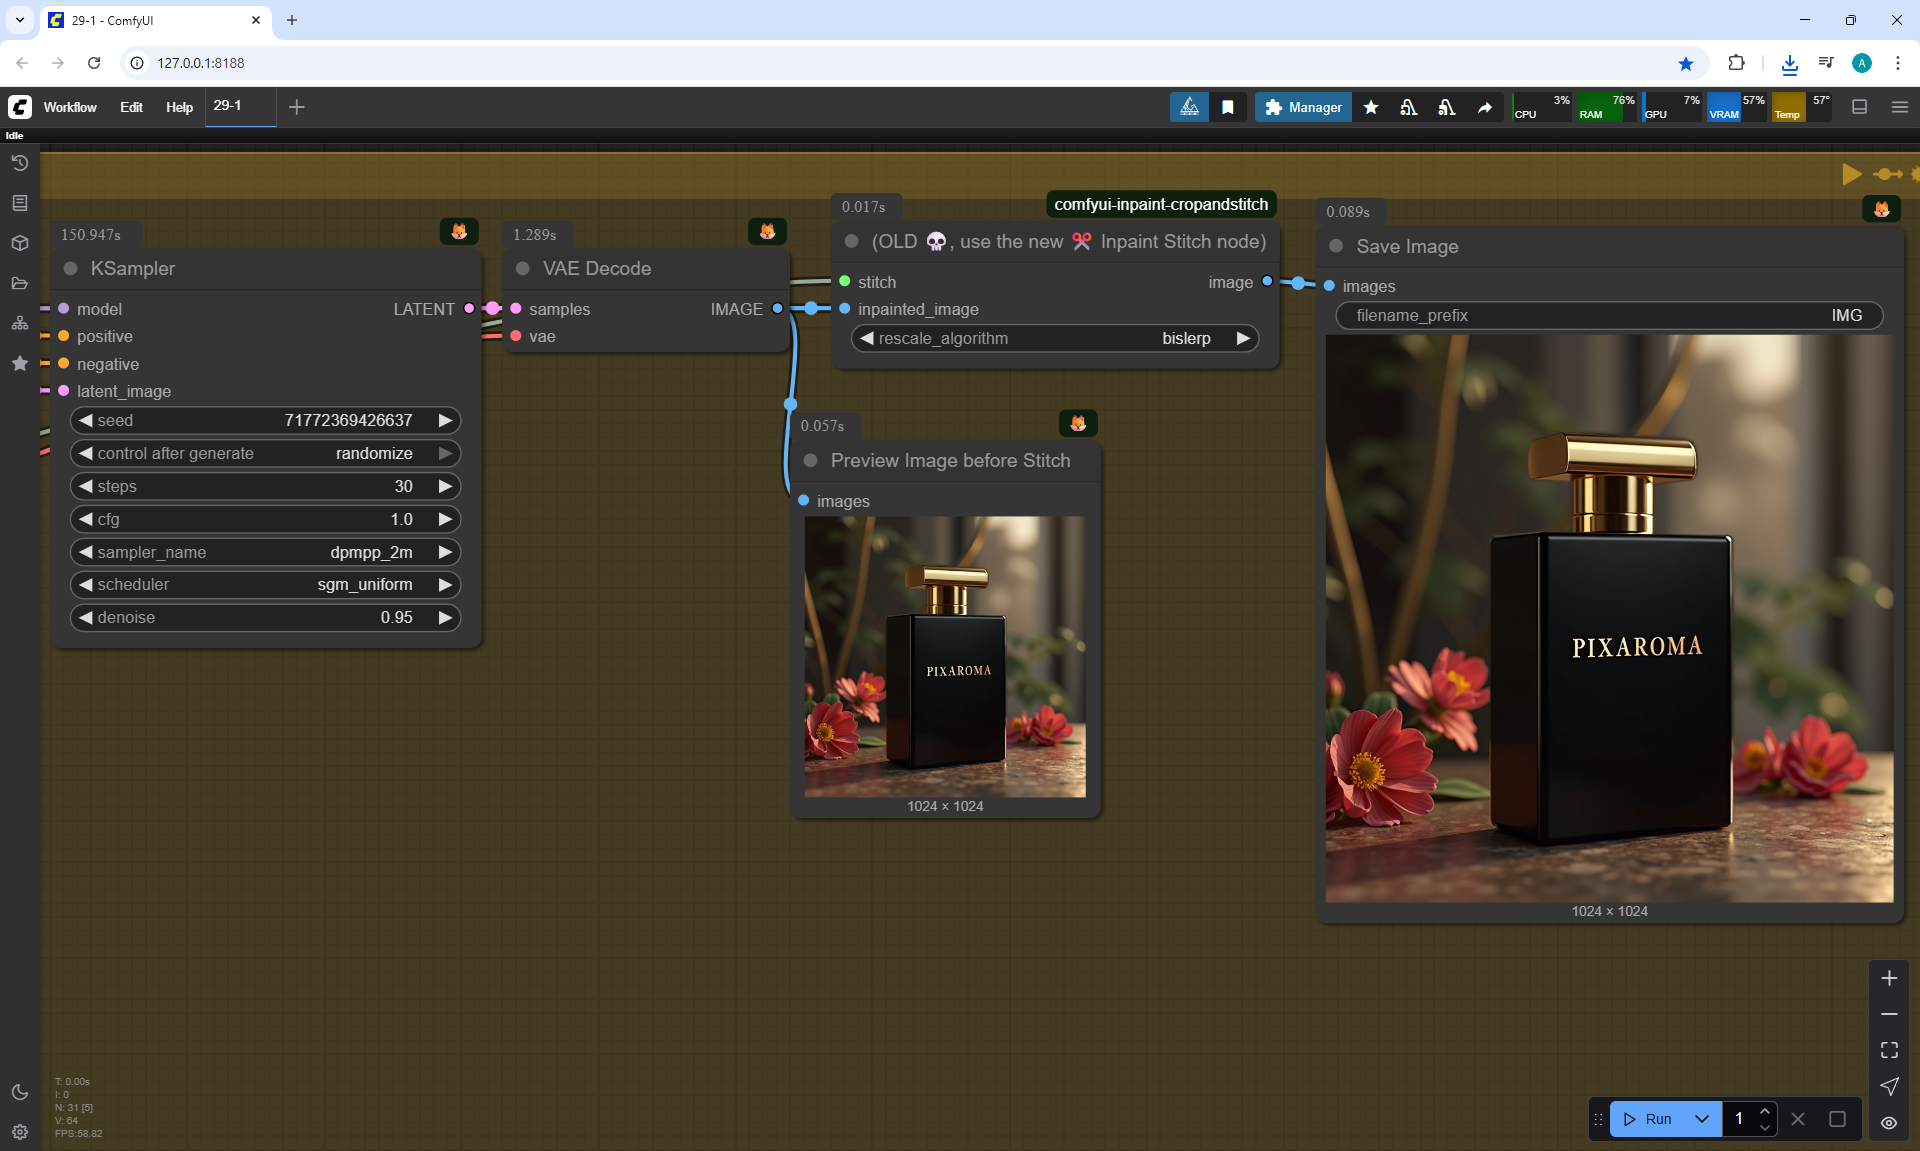 29-1 - ComfyUI
127.0.0.1:8188
Workflow Edit Help 29-1
Manager
CPU 3% RAM 76% GPU 7% VRAM 57% Temp 57°
Idle
0.017s comfyui-inpaint-cropandstitch
0.089s
150.947s 1.289s
(OLD 💀, use the new ✂️ Inpaint Stitch node)
Save Image
KSampler VAE Decode
stitch image
images
model LATENT samples IMAGE inpainted_image
filename_prefix IMG
positive vae
rescale_algorithm bislerp
negative
latent_image
seed 71772369426637
0.057s
control after generate randomize
Preview Image before Stitch
steps 30
images
cfg 1.0
sampler_name dpmpp_2m
scheduler sgm_uniform
denoise 0.95
PIXAROMA
PIXAROMA
1024 × 1024
1024 × 1024
T: 0.00s
I: 0
N: 31 [5]
V: 64
FPS:58.82
Run 1
A